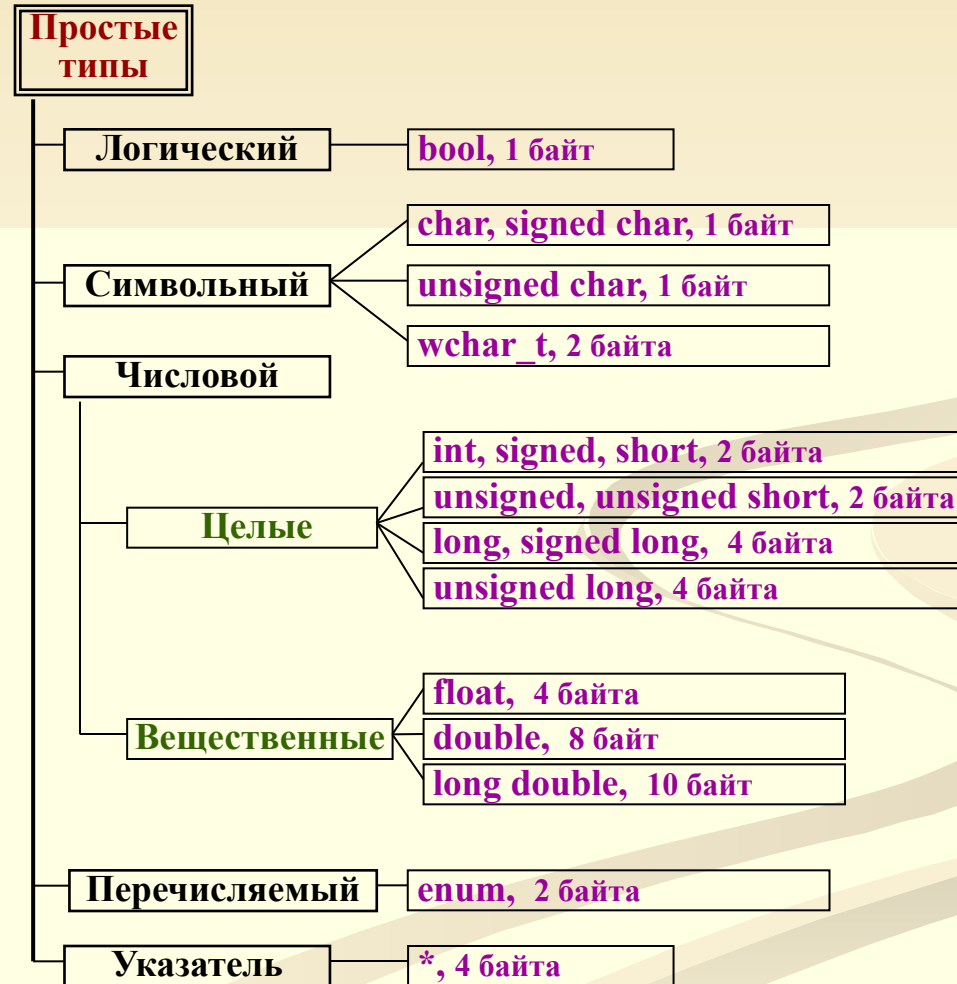 Простые
типы
Логический
bool, 1 байт
Символьный
char, signed char, 1 байт
unsigned char, 1 байт
wchar_t, 2 байта
Числовой
Целые
int, signed, short, 2 байта
unsigned, unsigned short, 2 байта
long, signed long, 4 байта
unsigned long, 4 байта
Вещественные
float, 4 байта
double, 8 байт
long double, 10 байт
Перечисляемый
enum, 2 байта
Указатель
*, 4 байта